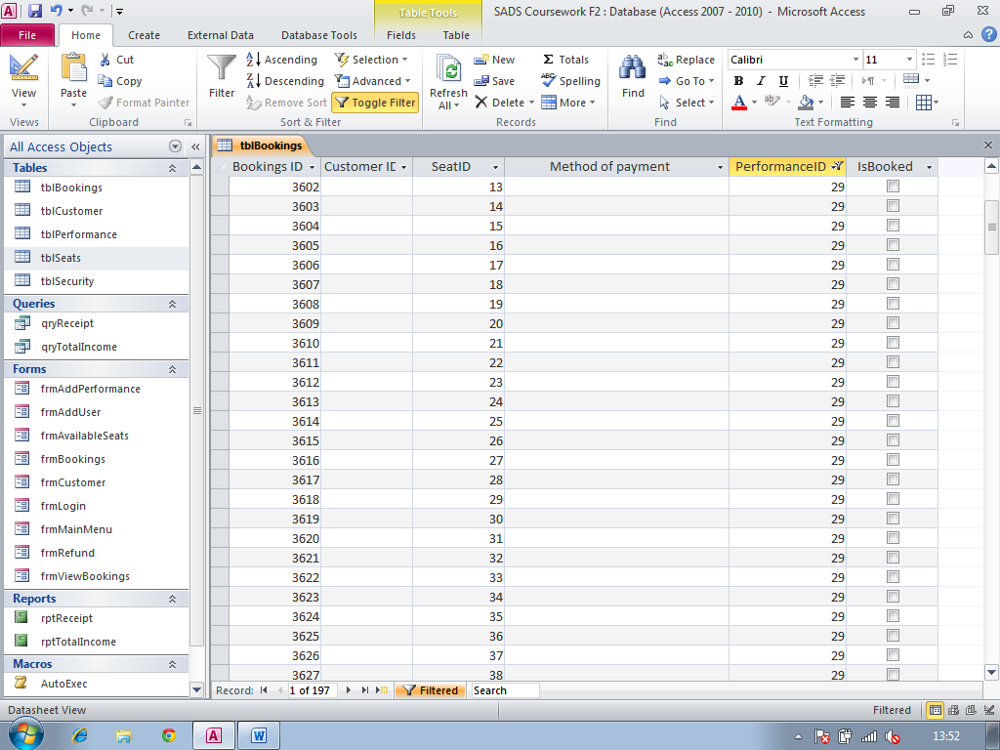 SADS Coursework F2 : Database (Access 2007 - 2010) - Microsoft Access
Table Tools
File Home Create External Data Database Tools Fields Table
View
Views
Paste
Cut
Copy
Format Painter
Clipboard
Filter
Ascending
Descending
Remove Sort
Selection
Advanced
Toggle Filter
Sort & Filter
Refresh
All
New
Save
Delete
Totals
Spelling
More
Records
Find
Replace
Go To
Select
Find
Calibri 11
B I U
Text Formatting
All Access Objects
Tables
tblBookings
tblCustomer
tblPerformance
tblSeats
tblSecurity
Queries
qryReceipt
qryTotalIncome
Forms
frmAddPerformance
frmAddUser
frmAvailableSeats
frmBookings
frmCustomer
frmLogin
frmMainMenu
frmRefund
frmViewBookings
Reports
rptReceipt
rptTotalIncome
Macros
AutoExec
tblBookings
Bookings ID Customer ID SeatID Method of payment PerformanceID IsBooked
3602 13 29
3603 14 29
3604 15 29
3605 16 29
3606 17 29
3607 18 29
3608 19 29
3609 20 29
3610 21 29
3611 22 29
3612 23 29
3613 24 29
3614 25 29
3615 26 29
3616 27 29
3617 28 29
3618 29 29
3619 30 29
3620 31 29
3621 32 29
3622 33 29
3623 34 29
3624 35 29
3625 36 29
3626 37 29
3627 38 29
Record: 1 of 197 Filtered Search
Datasheet View Filtered
13:52